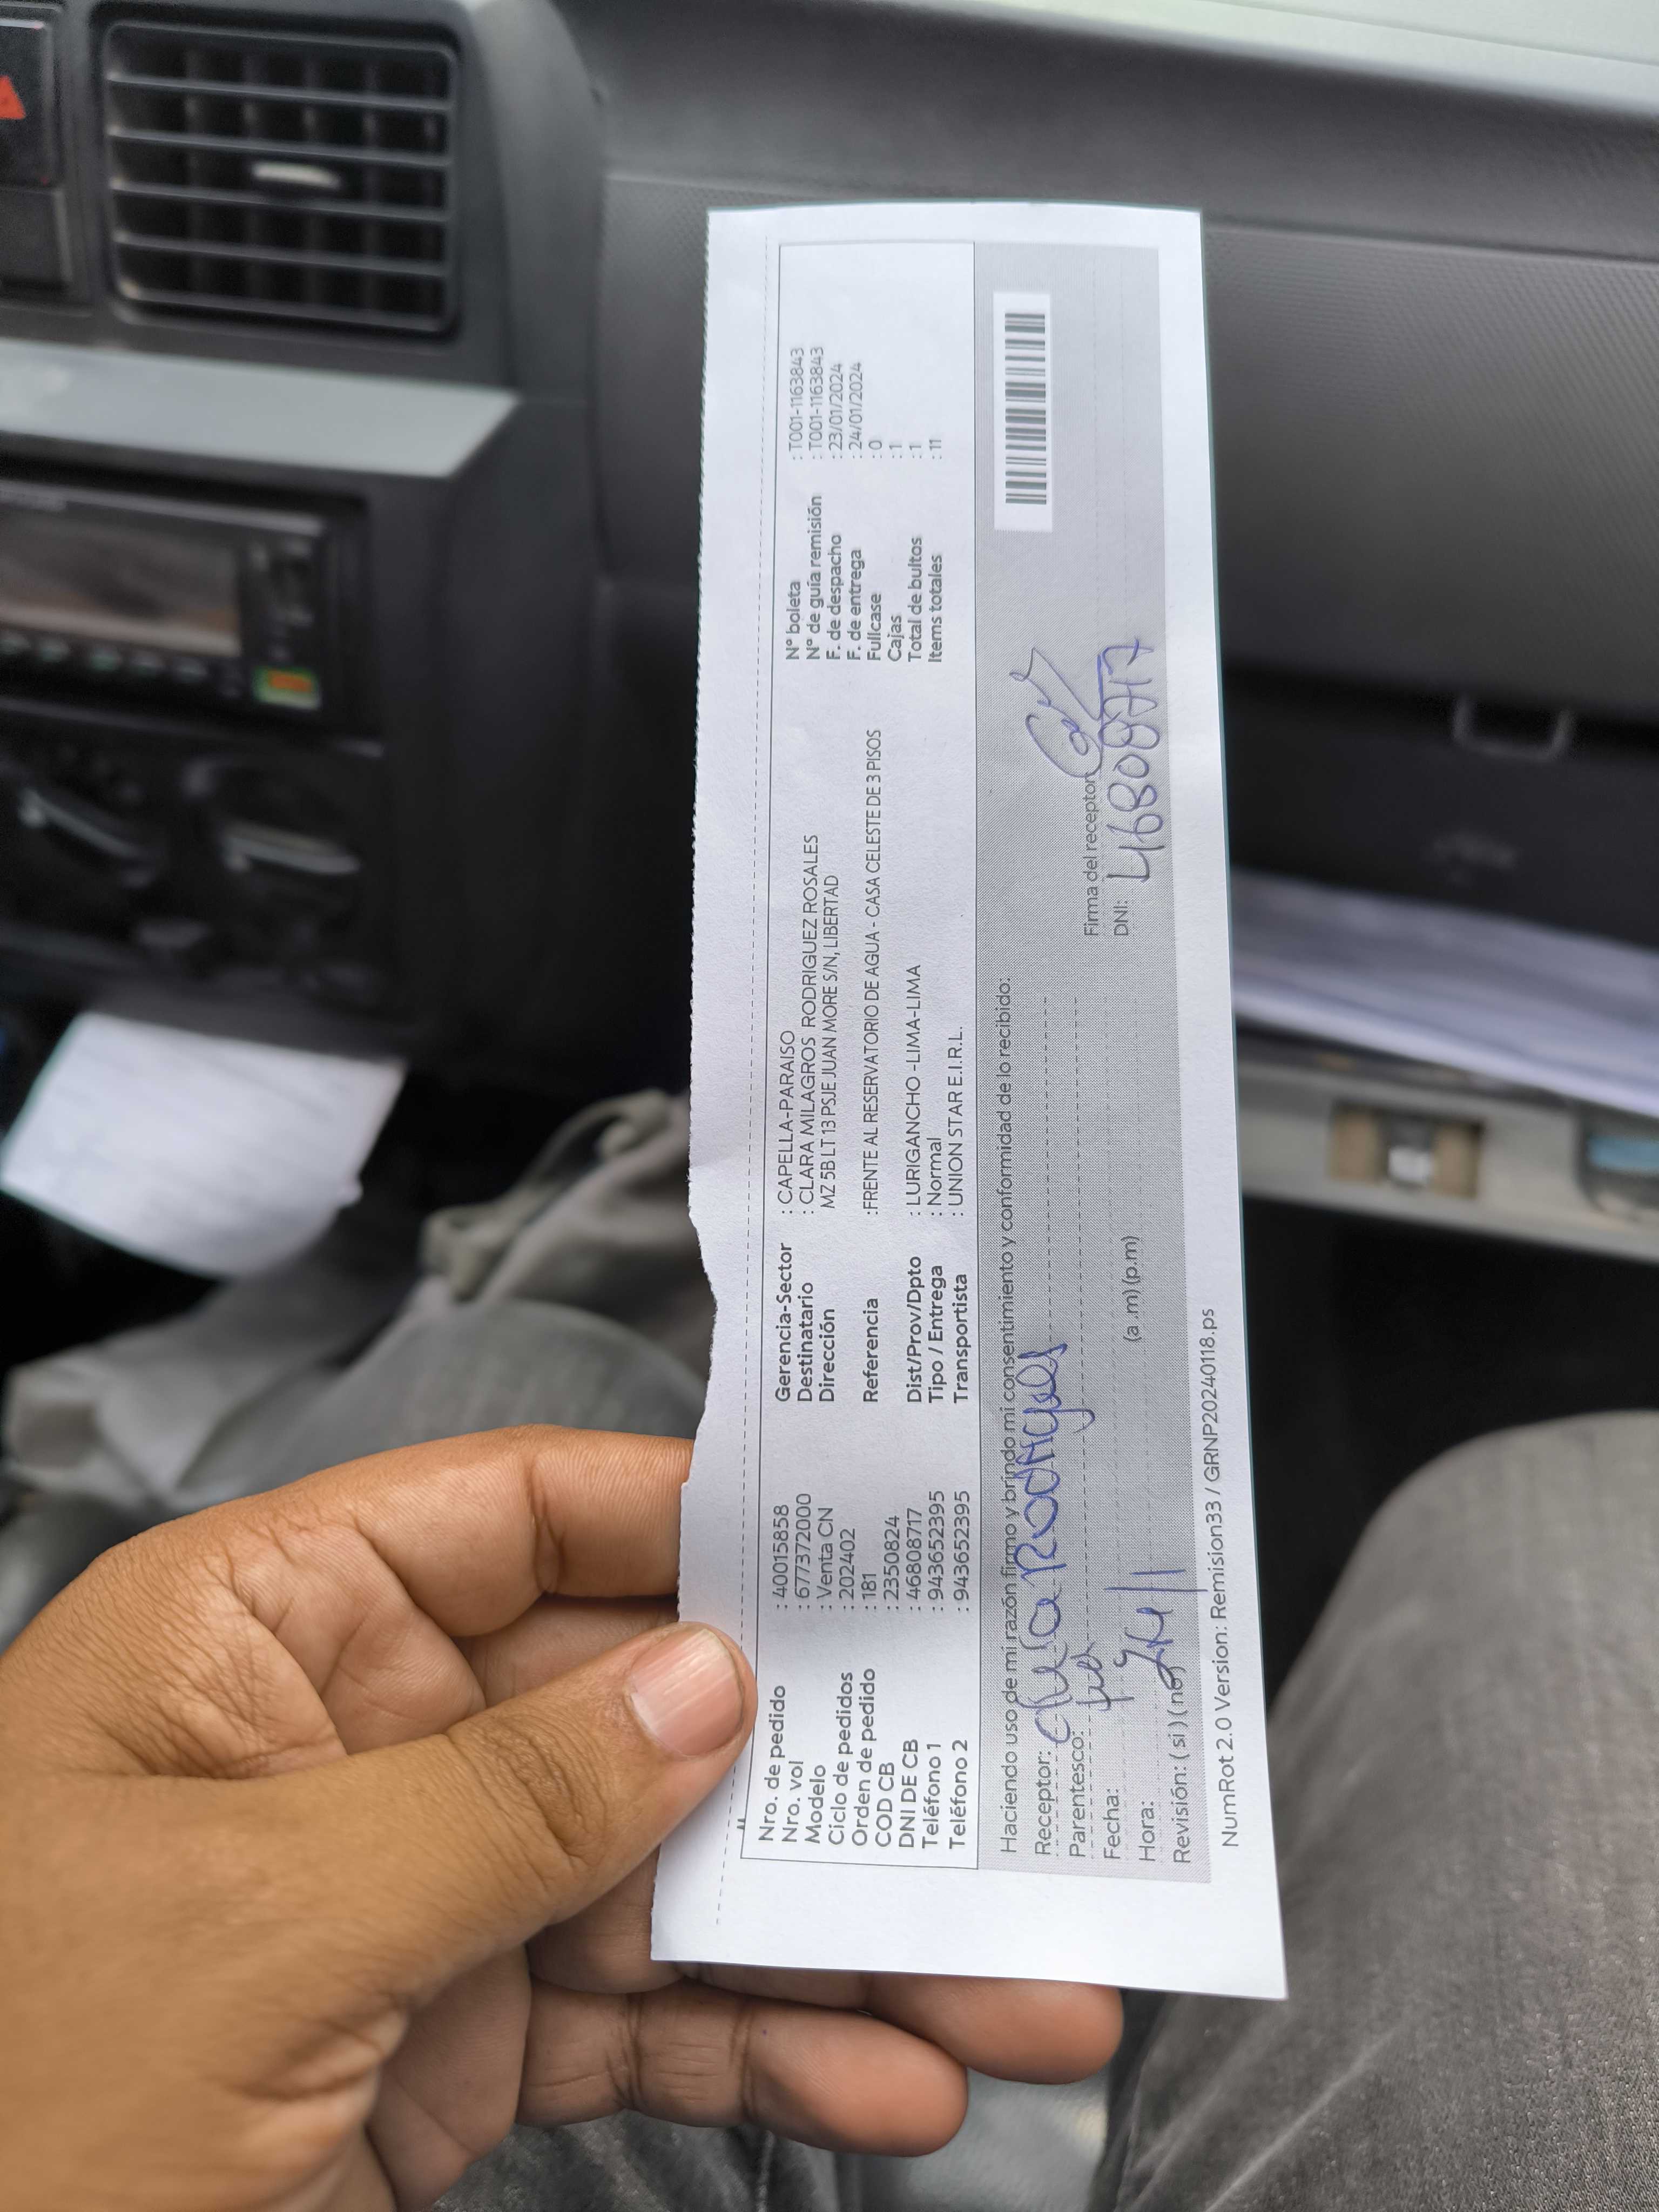 Nro. de pedido : 40015858 Gerencia-Sector : CAPELLA-PARAISO N° boleta : T001-1163843
Nro. vol : 677372000 Destinatario : CLARA MILAGROS RODRIGUEZ ROSALES N° de guía remisión : T001-1163843
Modelo : Venta CN Dirección MZ 5B LT 13 PSJE JUAN MORE S/N, LIBERTAD F. de despacho : 23/01/2024
Ciclo de pedidos : 202402 F. de entrega : 24/01/2024
Orden de pedido : 181 Referencia :FRENTE AL RESERVATORIO DE AGUA - CASA CELESTE DE 3 PISOS Fullcase : 0
COD CB : 2350824 Cajas : 1
DNI DE CB : 46808717 Dist/Prov/Dpto : LURIGANCHO -LIMA-LIMA Total de bultos : 1
Teléfono 1 : 943652395 Tipo / Entrega : Normal Items totales : 11
Teléfono 2 : 943652395 Transportista : UNION STAR E.I.R.L.
Haciendo uso de mi razón firmo y brindo mi consentimiento y conformidad de lo recibido:
Receptor:
Parentesco: Firma del receptor
Fecha: DNI: 46808717
Hora: (a .m) (p.m)
Revisión: ( si ) ( no
NumRot 2.0 Version: Remision33 / GRNP20240118.ps